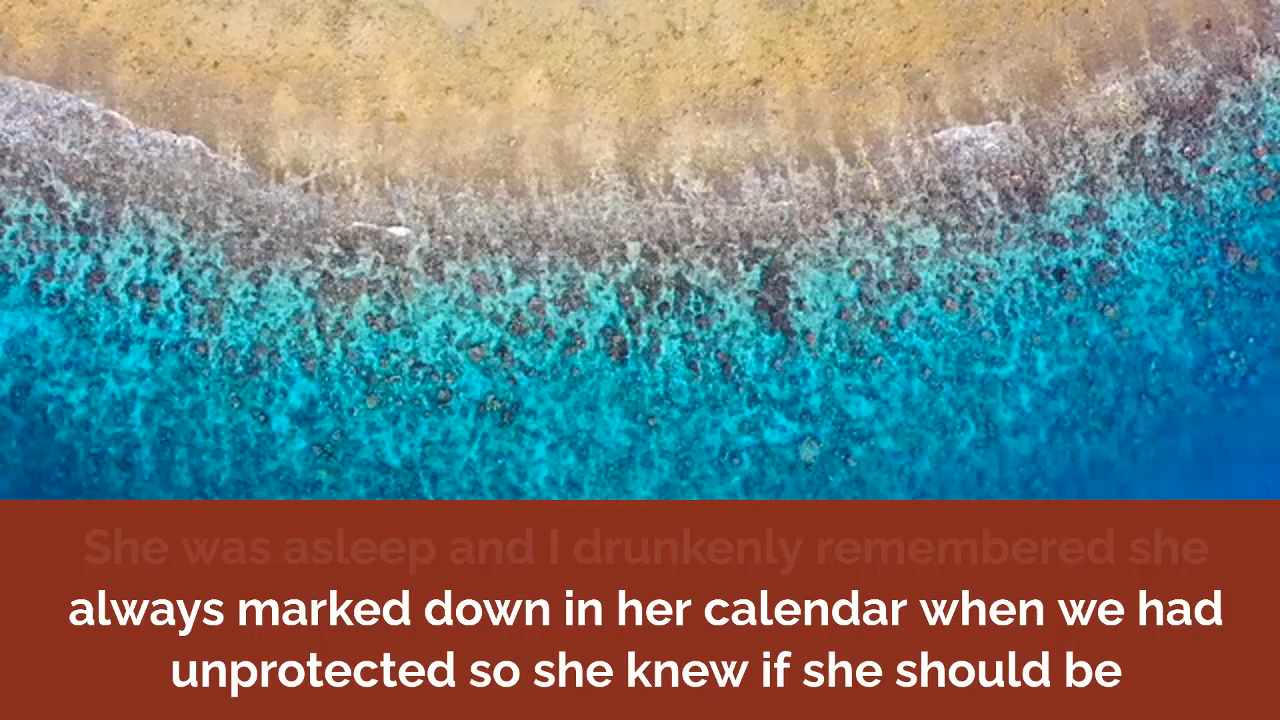 She was asleep and I drunkenly remembered she
always marked down in her calendar when we had
unprotected so she knew if she should be